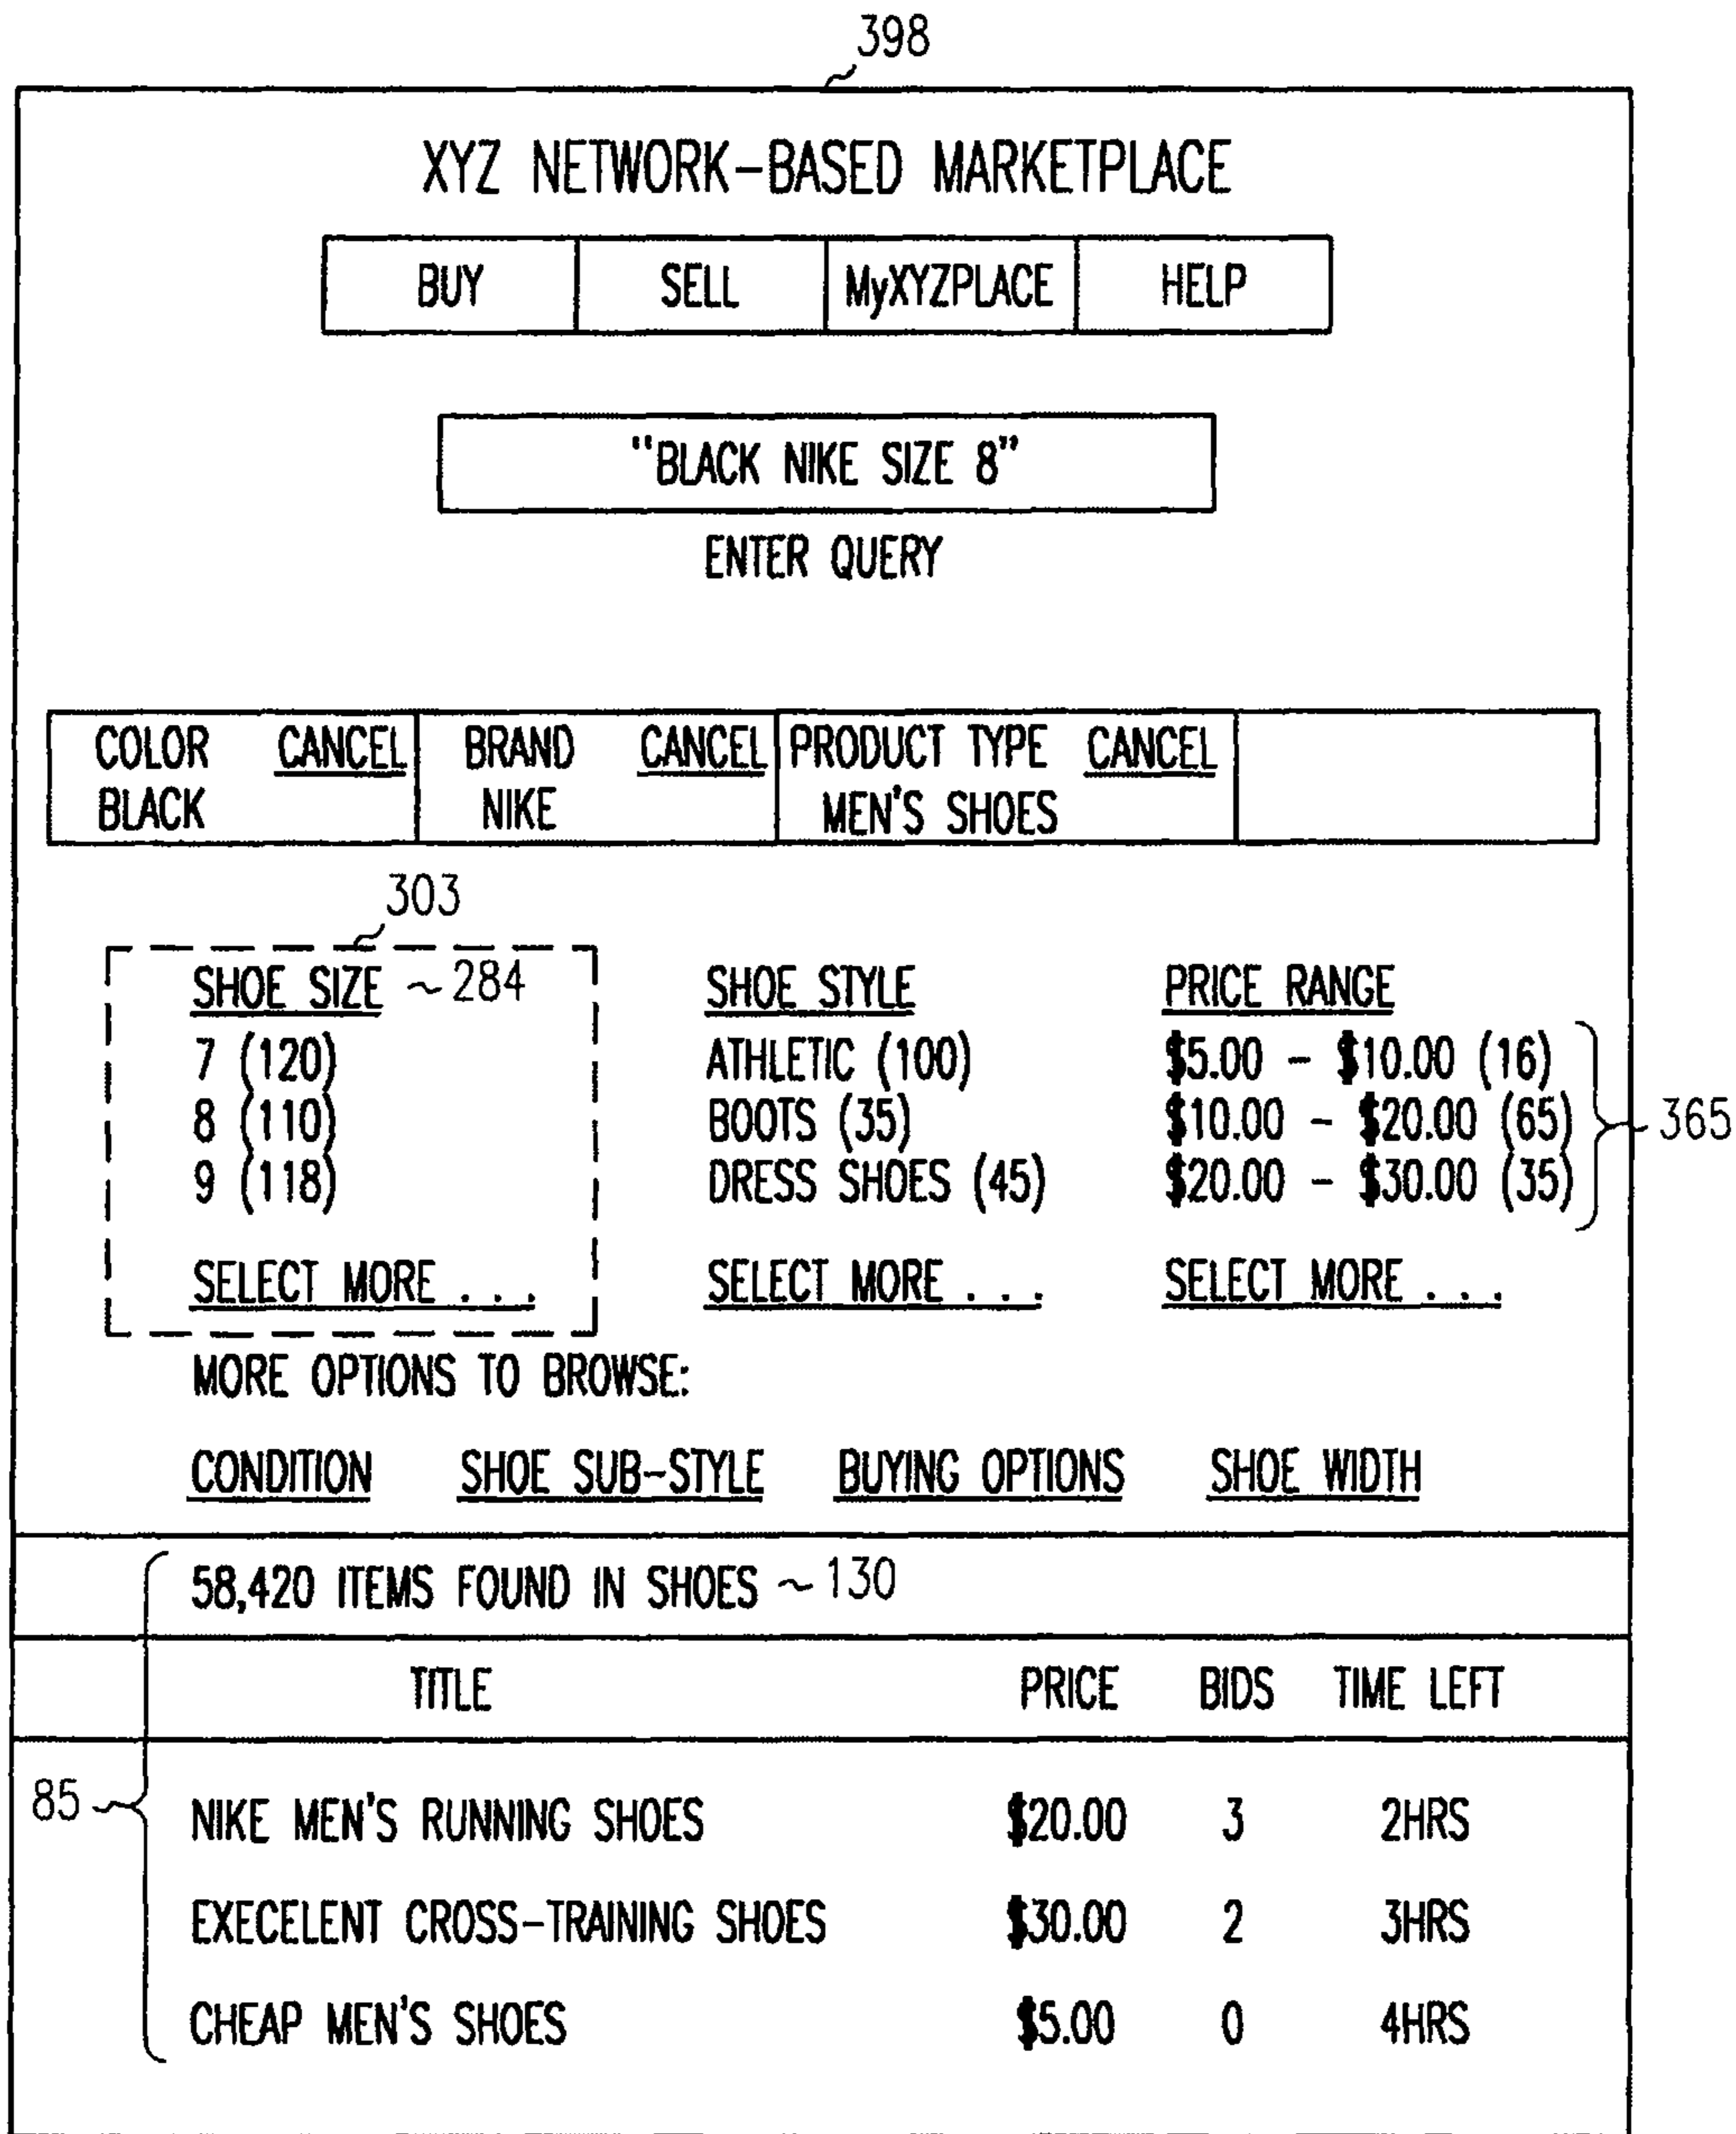 398
XYZ NETWORK-BASED MARKETPLACE
BUY SELL MyXYZPLACE HELP
"BLACK NIKE SIZE 8"
ENTER QUERY
COLOR CANCEL BRAND CANCEL PRODUCT TYPE CANCEL
BLACK NIKE MEN'S SHOES
303
SHOE SIZE ~284 SHOE STYLE PRICE RANGE
7 (120) ATHLETIC (100) $5.00 - $10.00 (16)
8 (110) BOOTS (35) $10.00 - $20.00 (65) 365
9 (118) DRESS SHOES (45) $20.00 - $30.00 (35)
SELECT MORE . . . SELECT MORE . . . SELECT MORE . . .
MORE OPTIONS TO BROWSE:
CONDITION SHOE SUB-STYLE BUYING OPTIONS SHOE WIDTH
58,420 ITEMS FOUND IN SHOES ~130
TITLE PRICE BIDS TIME LEFT
85 NIKE MEN'S RUNNING SHOES $20.00 3 2HRS
EXECELENT CROSS-TRAINING SHOES $30.00 2 3HRS
CHEAP MEN'S SHOES $5.00 0 4HRS